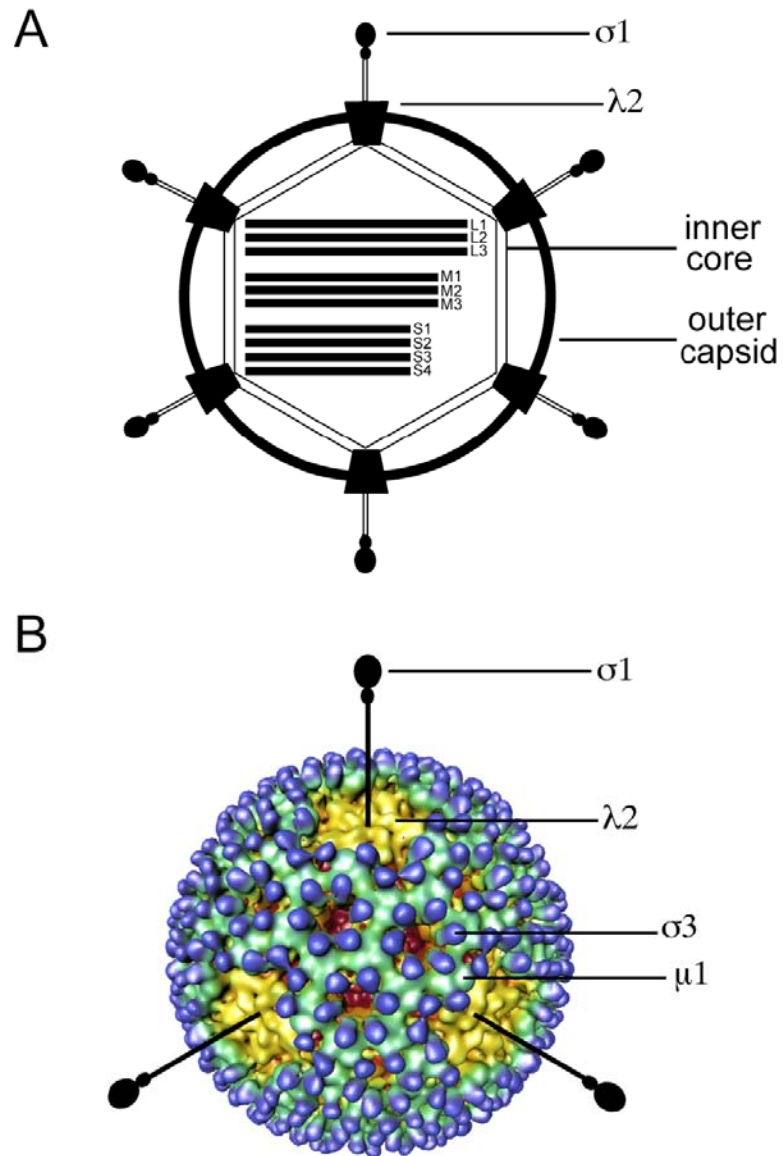 A
σ1
λ2
L1
L2
L3
inner
core
M1
M2
M3
outer
capsid
S1
S2
S3
S4
B
σ1
λ2
σ3
μ1